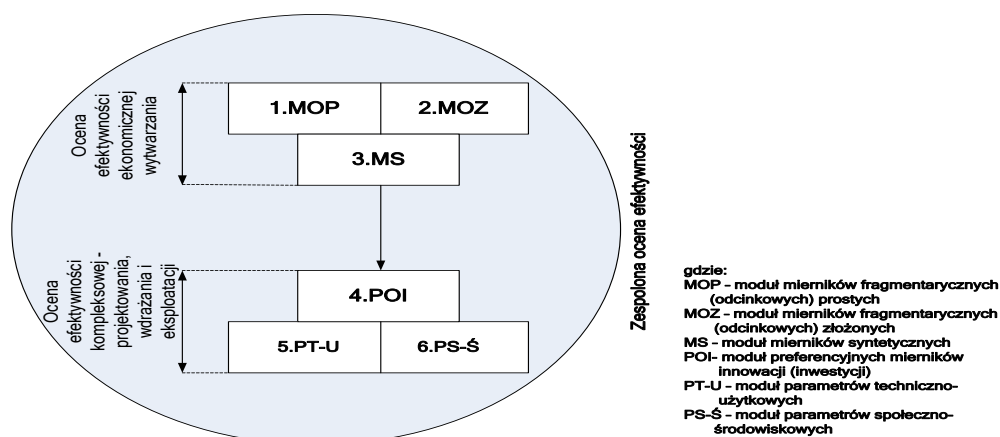 Ocena
efektywności
ekonomicznej
wytwarzania
1.MOP
2.MOZ
3.MS
Ocena
efektywności
kompleksowej -
projektowania,
wdrażania i
eksploatacji
4.POI
5.PT-U
6.PS-Ś
Zespolona ocena efektywności
gdzie:
MOP - moduł mierników fragmentarycznych
(odcinkowych) prostych
MOZ - moduł mierników fragmentarycznych
(odcinkowych) złożonych
MS - moduł mierników syntetycznych
POI- moduł preferencyjnych mierników
innowacji (inwestycji)
PT-U - moduł parametrów techniczno-
użytkowych
PS-Ś - moduł parametrów społeczno-
środowiskowych